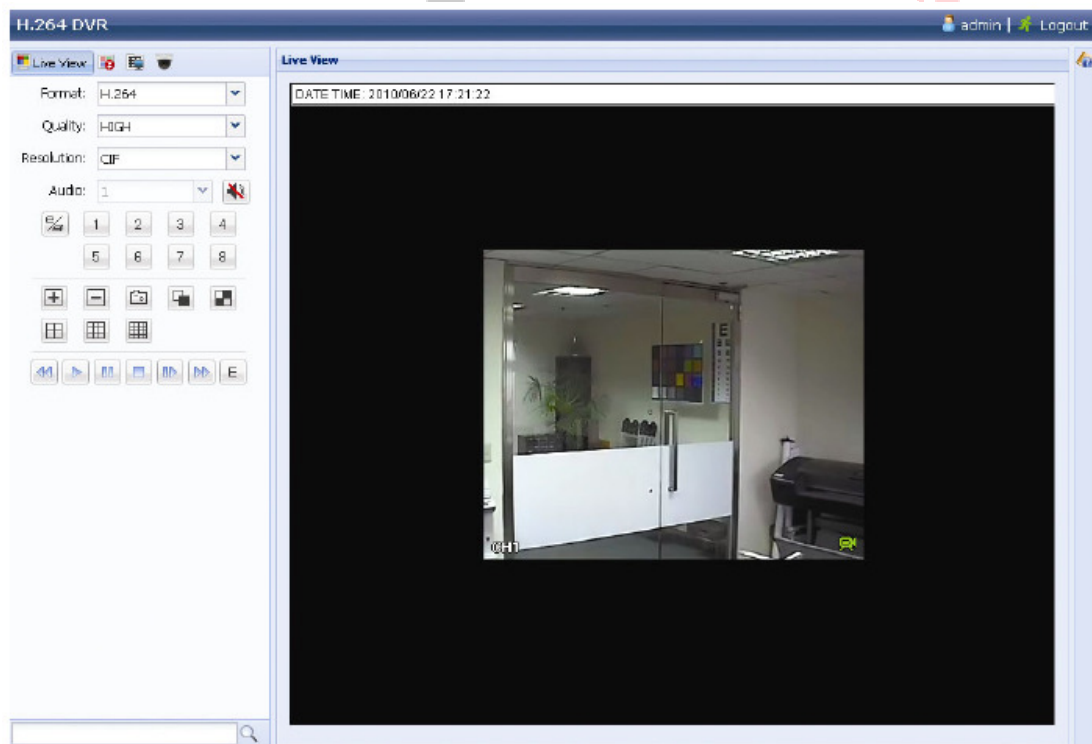 H.264 DVR
admin | Logout
Live View
Live View
Format: H.264
Quality: HIGH
Resolution: CIF
Audio: 1
DATE TIME: 2010/06/22 17:21:22
1 2 3 4
5 6 7 8
E
E
CH1